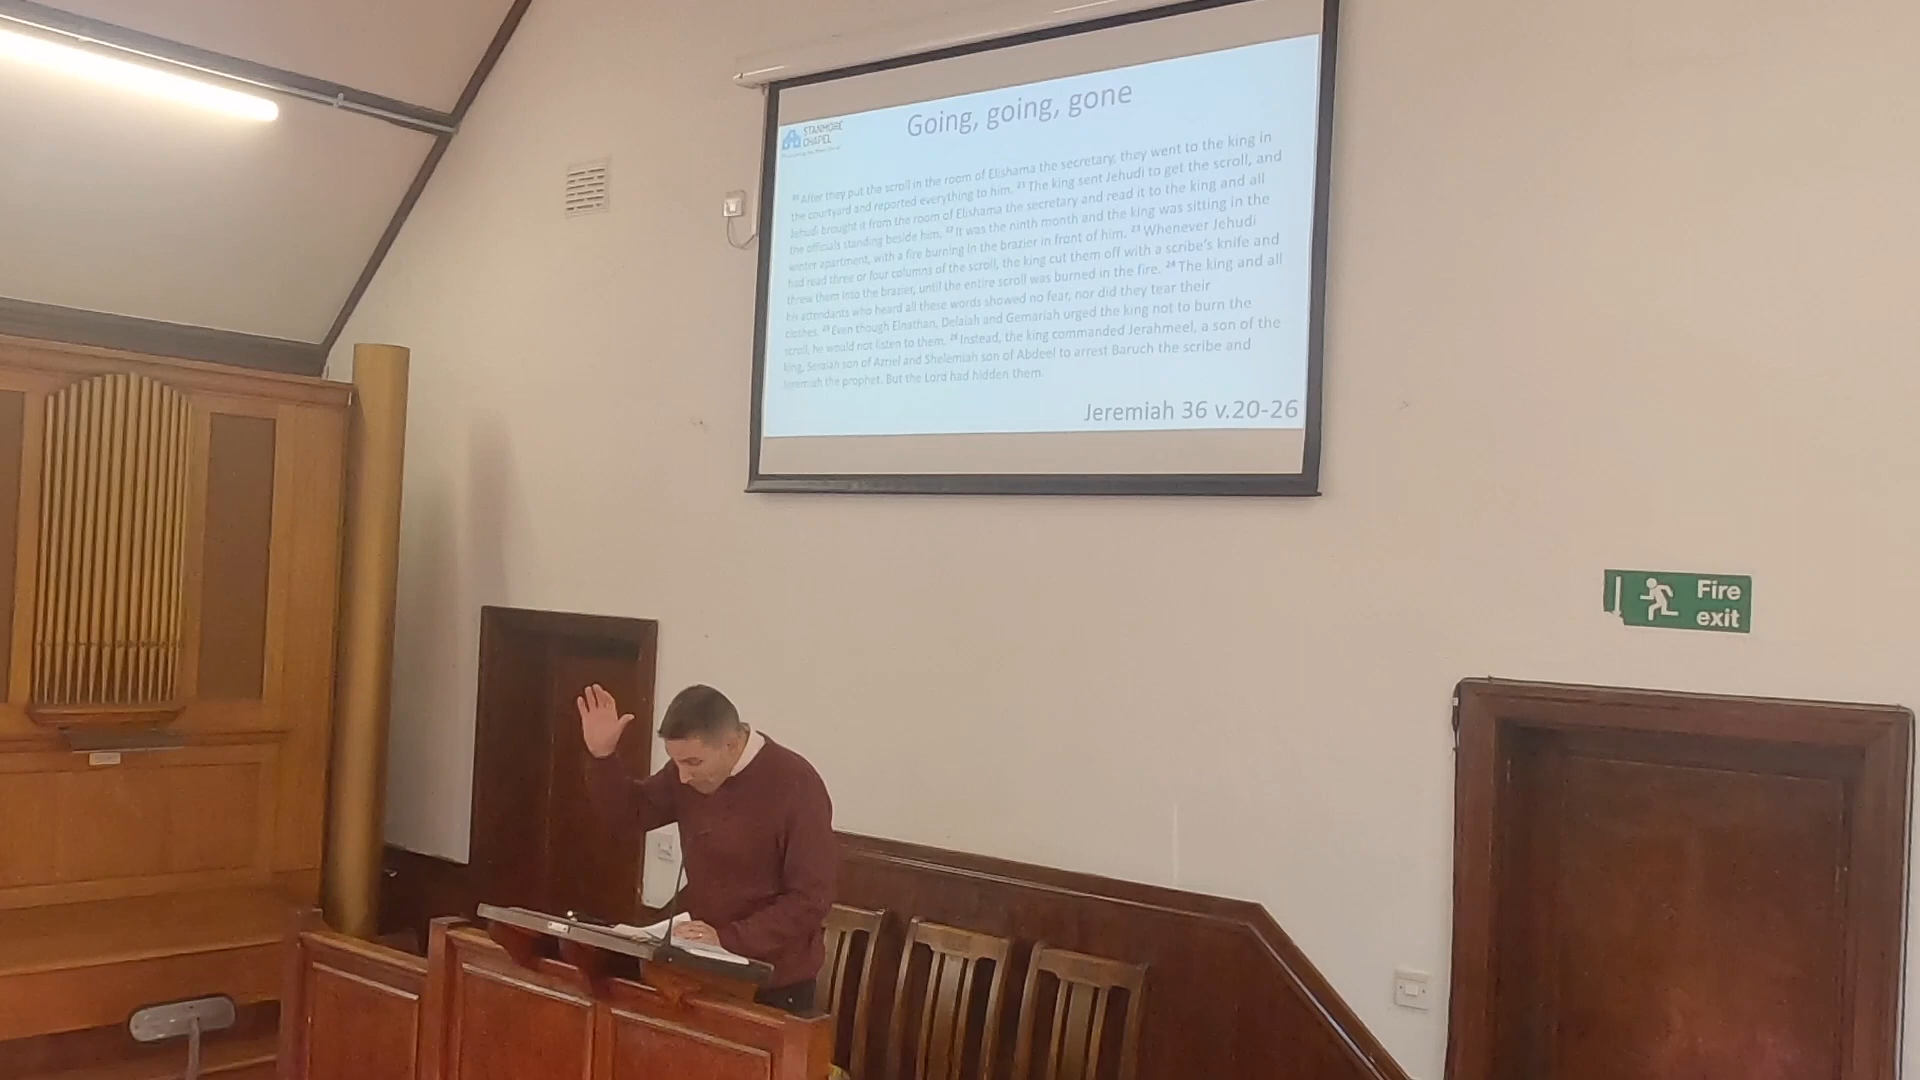 Going, going, gone
STANMORE
CHAPEL
20 After they put the scroll in the room of Elishama the secretary, they went to the king in
the courtyard and reported everything to him. 21 The king sent Jehudi to get the scroll, and
Jehudi brought it from the room of Elishama the secretary and read it to the king and all
the officials standing beside him. 22 It was the ninth month and the king was sitting in the
winter apartment, with a fire burning in the brazier in front of him. 23 Whenever Jehudi
had read three or four columns of the scroll, the king cut them off with a scribe's knife and
threw them into the brazier, until the entire scroll was burned in the fire. 24 The king and all
his attendants who heard all these words showed no fear, nor did they tear their
clothes. 25 Even though Elnathan, Delaiah and Gemariah urged the king not to burn the
scroll, he would not listen to them. 26 Instead, the king commanded Jerahmeel, a son of the
king, Seraiah son of Azriel and Shelemiah son of Abdeel to arrest Baruch the scribe and
Jeremiah the prophet. But the Lord had hidden them.
Jeremiah 36 v.20-26
Fire
exit